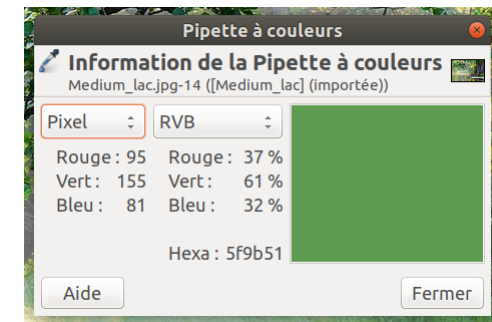 Pipette à couleurs
Information de la Pipette à couleurs
Medium_lac.jpg-14 ([Medium_lac] (importée))
Pixel RVB
Rouge : 95 Rouge : 37 %
Vert : 155 Vert : 61 %
Bleu : 81 Bleu : 32 %
Hexa : 5f9b51
Aide Fermer